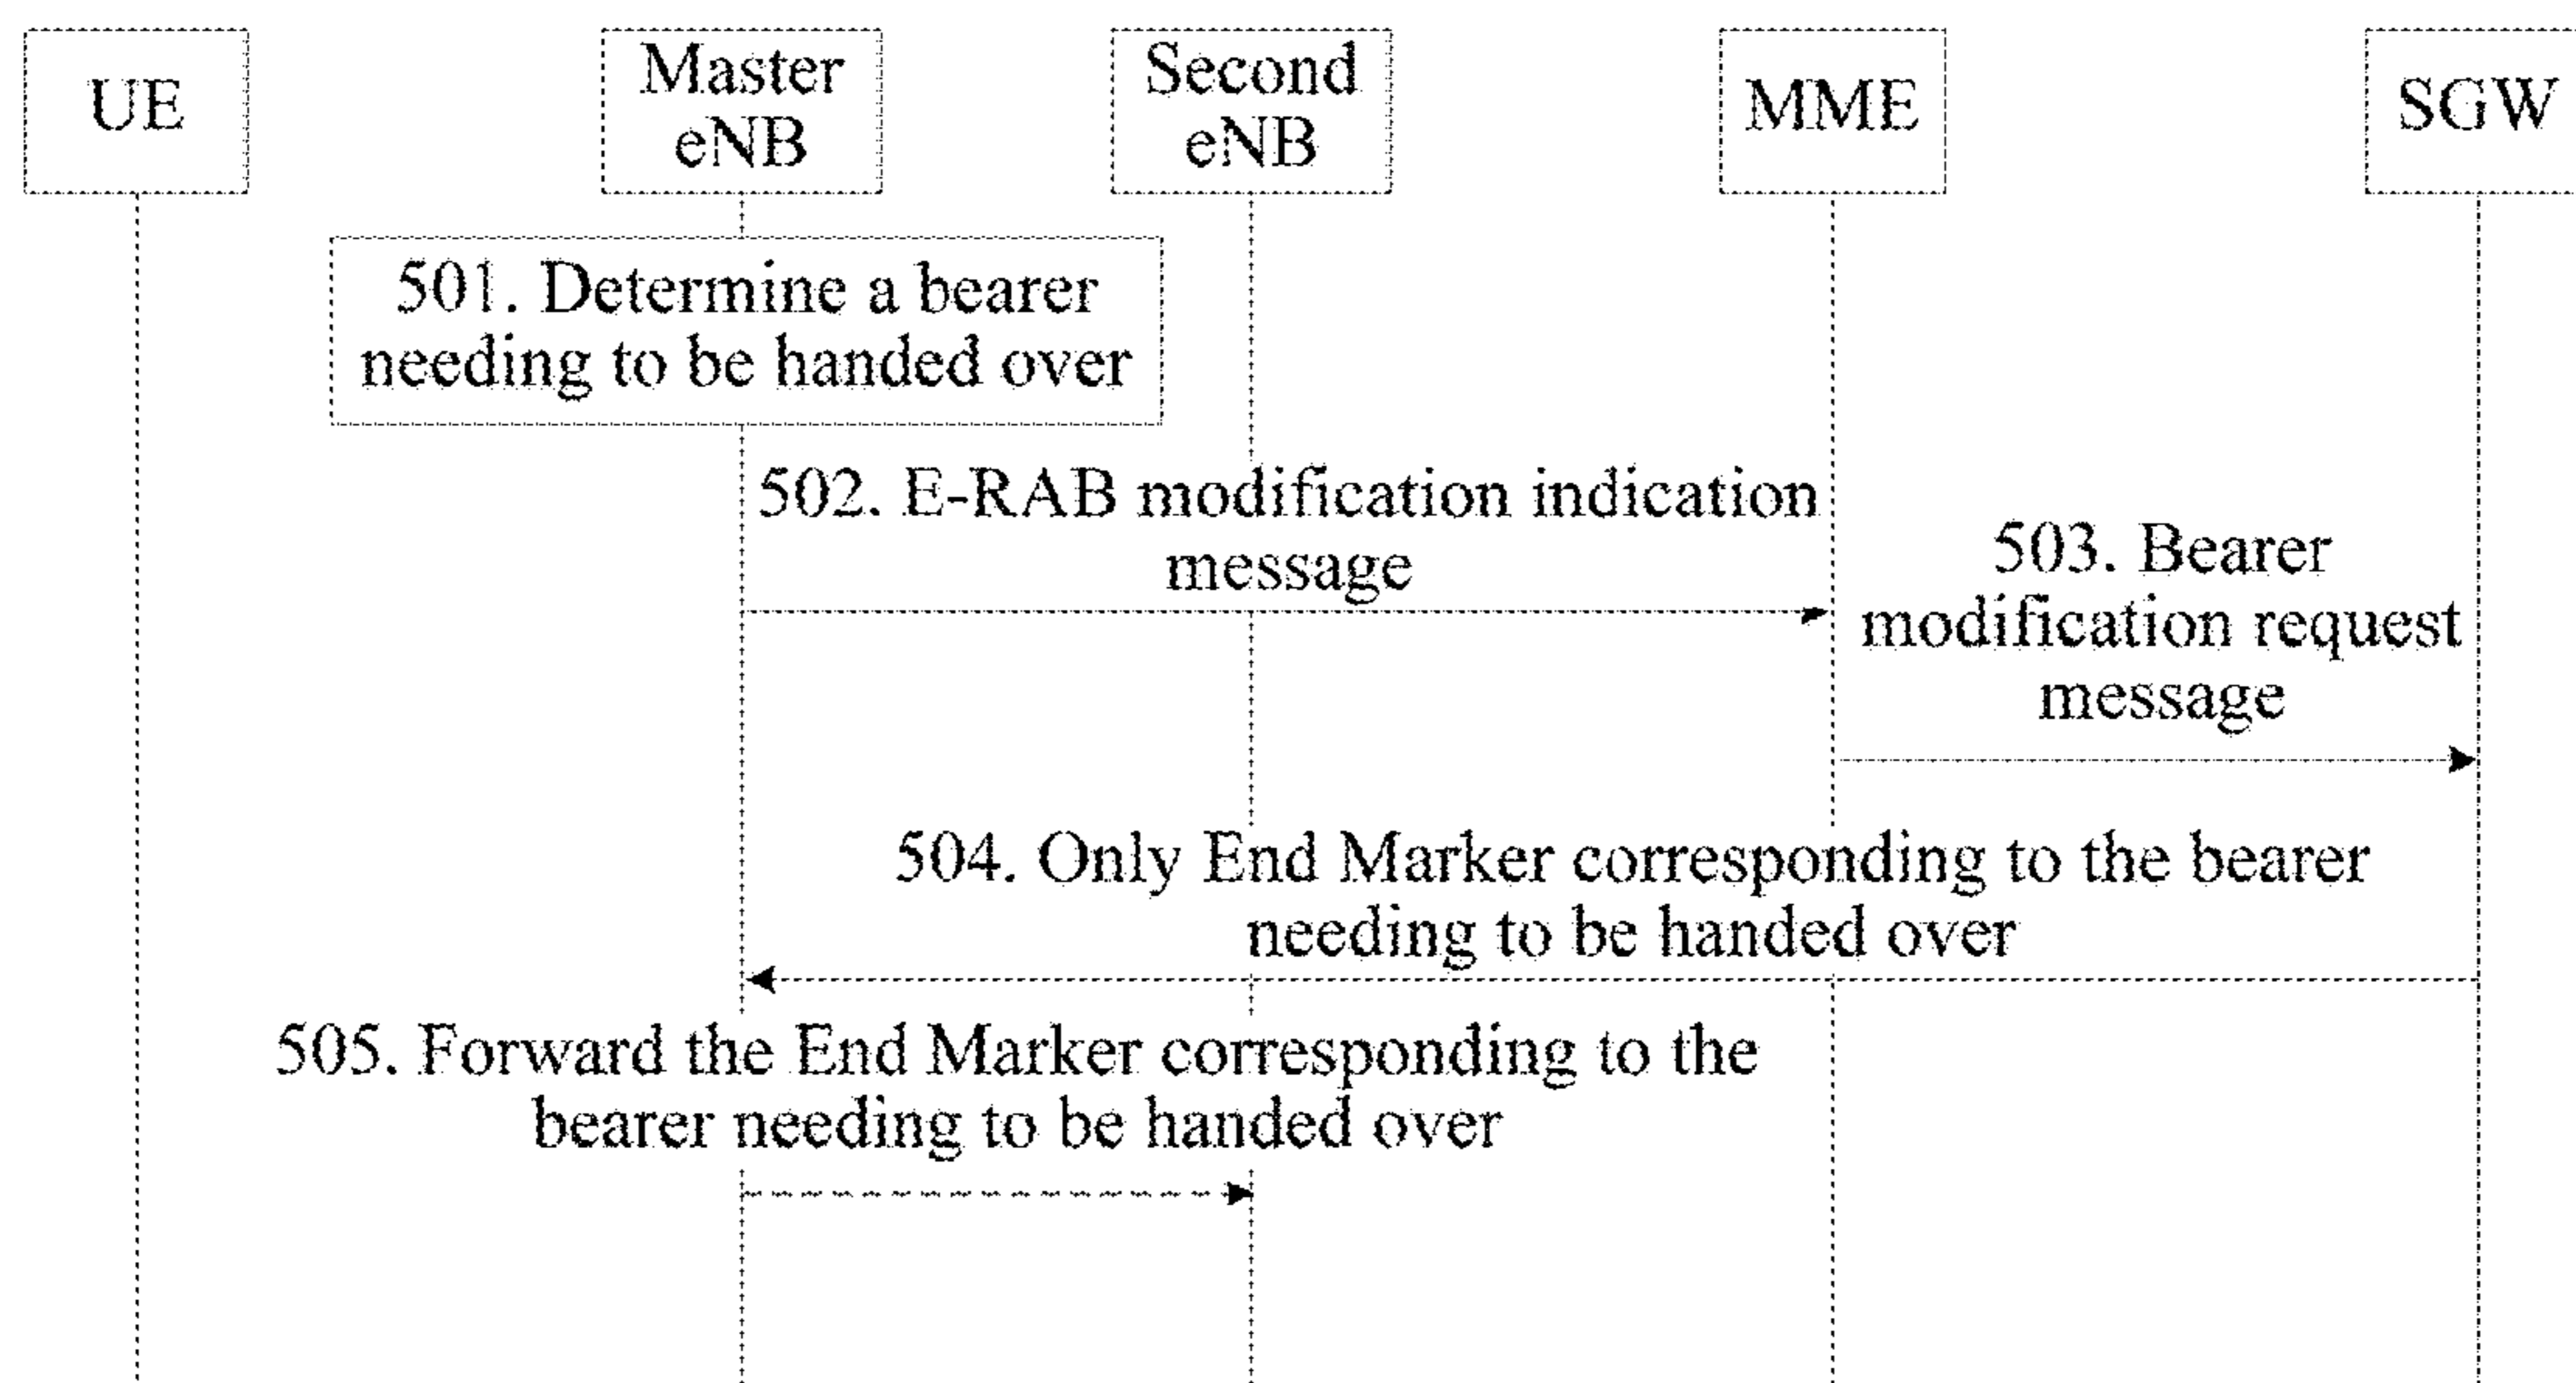 UE
Master
eNB
Second
eNB
MME
SGW
501. Determine a bearer
needing to be handed over
502. E-RAB modification indication
message
503. Bearer
modification request
message
504. Only End Marker corresponding to the bearer
needing to be handed over
505. Forward the End Marker corresponding to the
bearer needing to be handed over